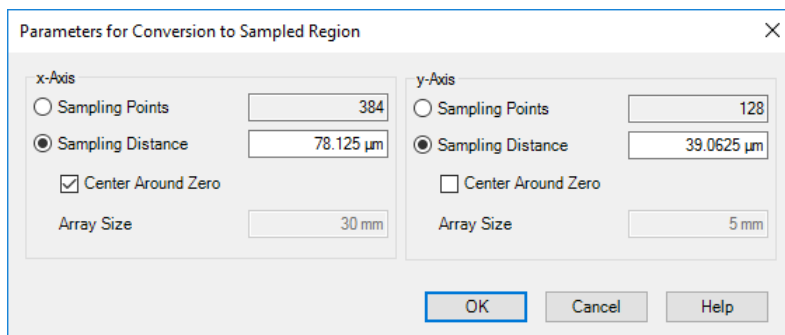 Parameters for Conversion to Sampled Region
x-Axis
Sampling Points 384
Sampling Distance 78.125 µm
Center Around Zero
Array Size 30 mm
y-Axis
Sampling Points 128
Sampling Distance 39.0625 µm
Center Around Zero
Array Size 5 mm
OK Cancel Help